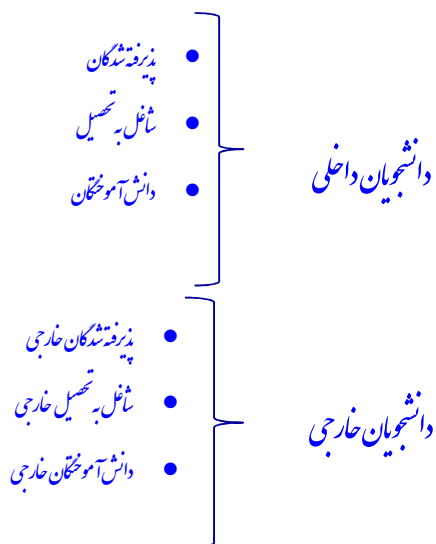 دانشجویان داخلی
پذیرفته‌شدگان
شاغل به تحصیل
دانش‌آموختگان
دانشجویان خارجی
پذیرفته‌شدگان خارجی
شاغل به تحصیل خارجی
دانش‌آموختگان خارجی